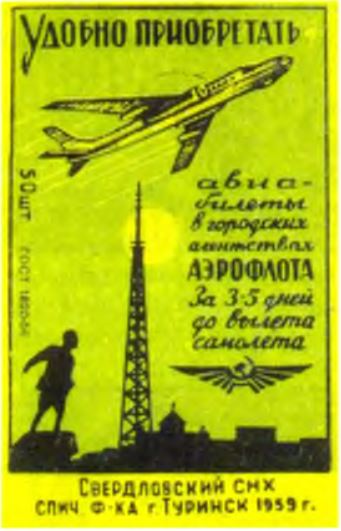 УДОБНО ПРИОБРЕТАТЬ
авиа-
билеты
в городских
агентствах
АЭРОФЛОТА
За 3-5 дней
до вылета
самолета
50 ШТ. ГОСТ
СВЕРДЛОВСКИЙ СНХ
СПИЧ. Ф-КА г. ТУРИНСК 1959 г.